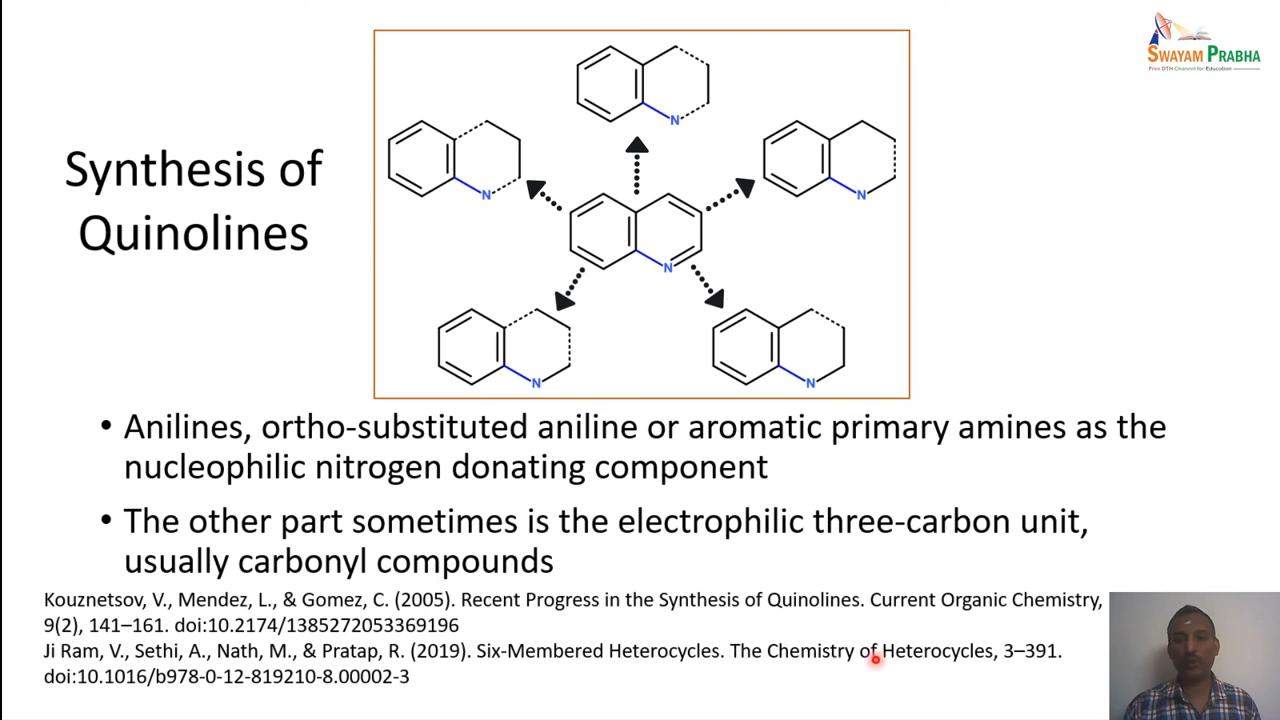 SWAYAM PRABHA
Free DTH Channel for Education
Synthesis of
Quinolines
N
N
N
N
N
N
• Anilines, ortho-substituted aniline or aromatic primary amines as the
nucleophilic nitrogen donating component
• The other part sometimes is the electrophilic three-carbon unit,
usually carbonyl compounds
Kouznetsov, V., Mendez, L., & Gomez, C. (2005). Recent Progress in the Synthesis of Quinolines. Current Organic Chemistry,
9(2), 141–161. doi:10.2174/1385272053369196
Ji Ram, V., Sethi, A., Nath, M., & Pratap, R. (2019). Six-Membered Heterocycles. The Chemistry of Heterocycles, 3–391.
doi:10.1016/b978-0-12-819210-8.00002-3